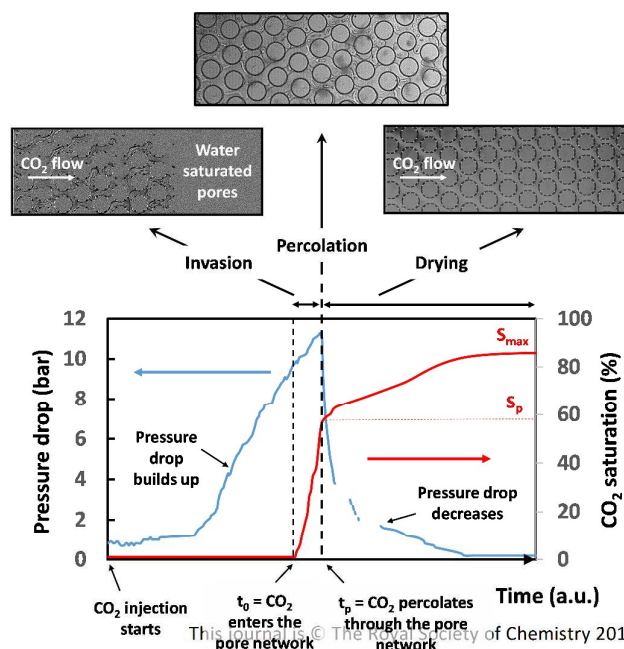 CO2 flow
Water
saturated
pores
CO2 flow
Invasion
Percolation
Drying
12
10
8
6
4
2
0
Pressure drop (bar)
100
80
60
40
20
0
CO2 saturation (%)
Smax
Sp
Pressure
drop
builds up
Pressure drop
decreases
CO2 injection
starts
t0 = CO2
enters the
pore network
tp = CO2 percolates
through the pore
network
Time (a.u.)
This journal is © The Royal Society of Chemistry 201